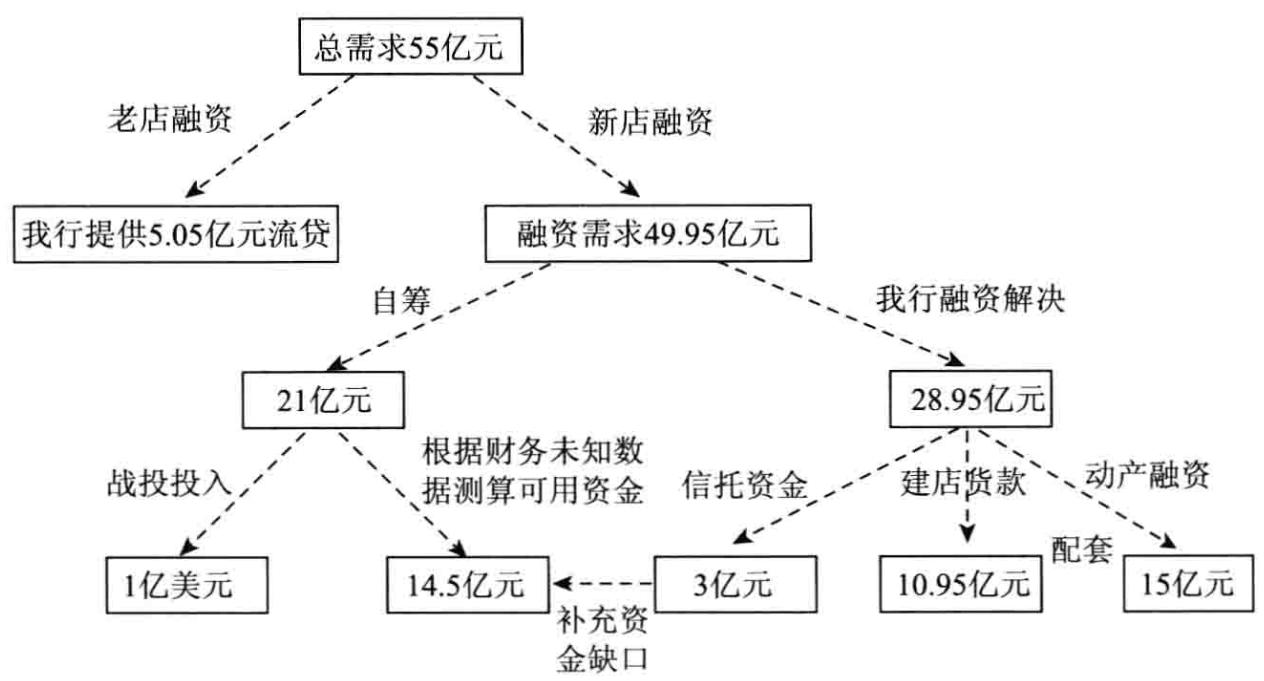 总需求55亿元
老店融资
新店融资
我行提供5.05亿元流贷
融资需求49.95亿元
自筹
我行融资解决
21亿元
28.95亿元
战投投入
根据财务未知数
据测算可用资金
信托资金
建店货款
动产融资
配套
1亿美元
14.5亿元
3亿元
10.95亿元
15亿元
补充资
金缺口